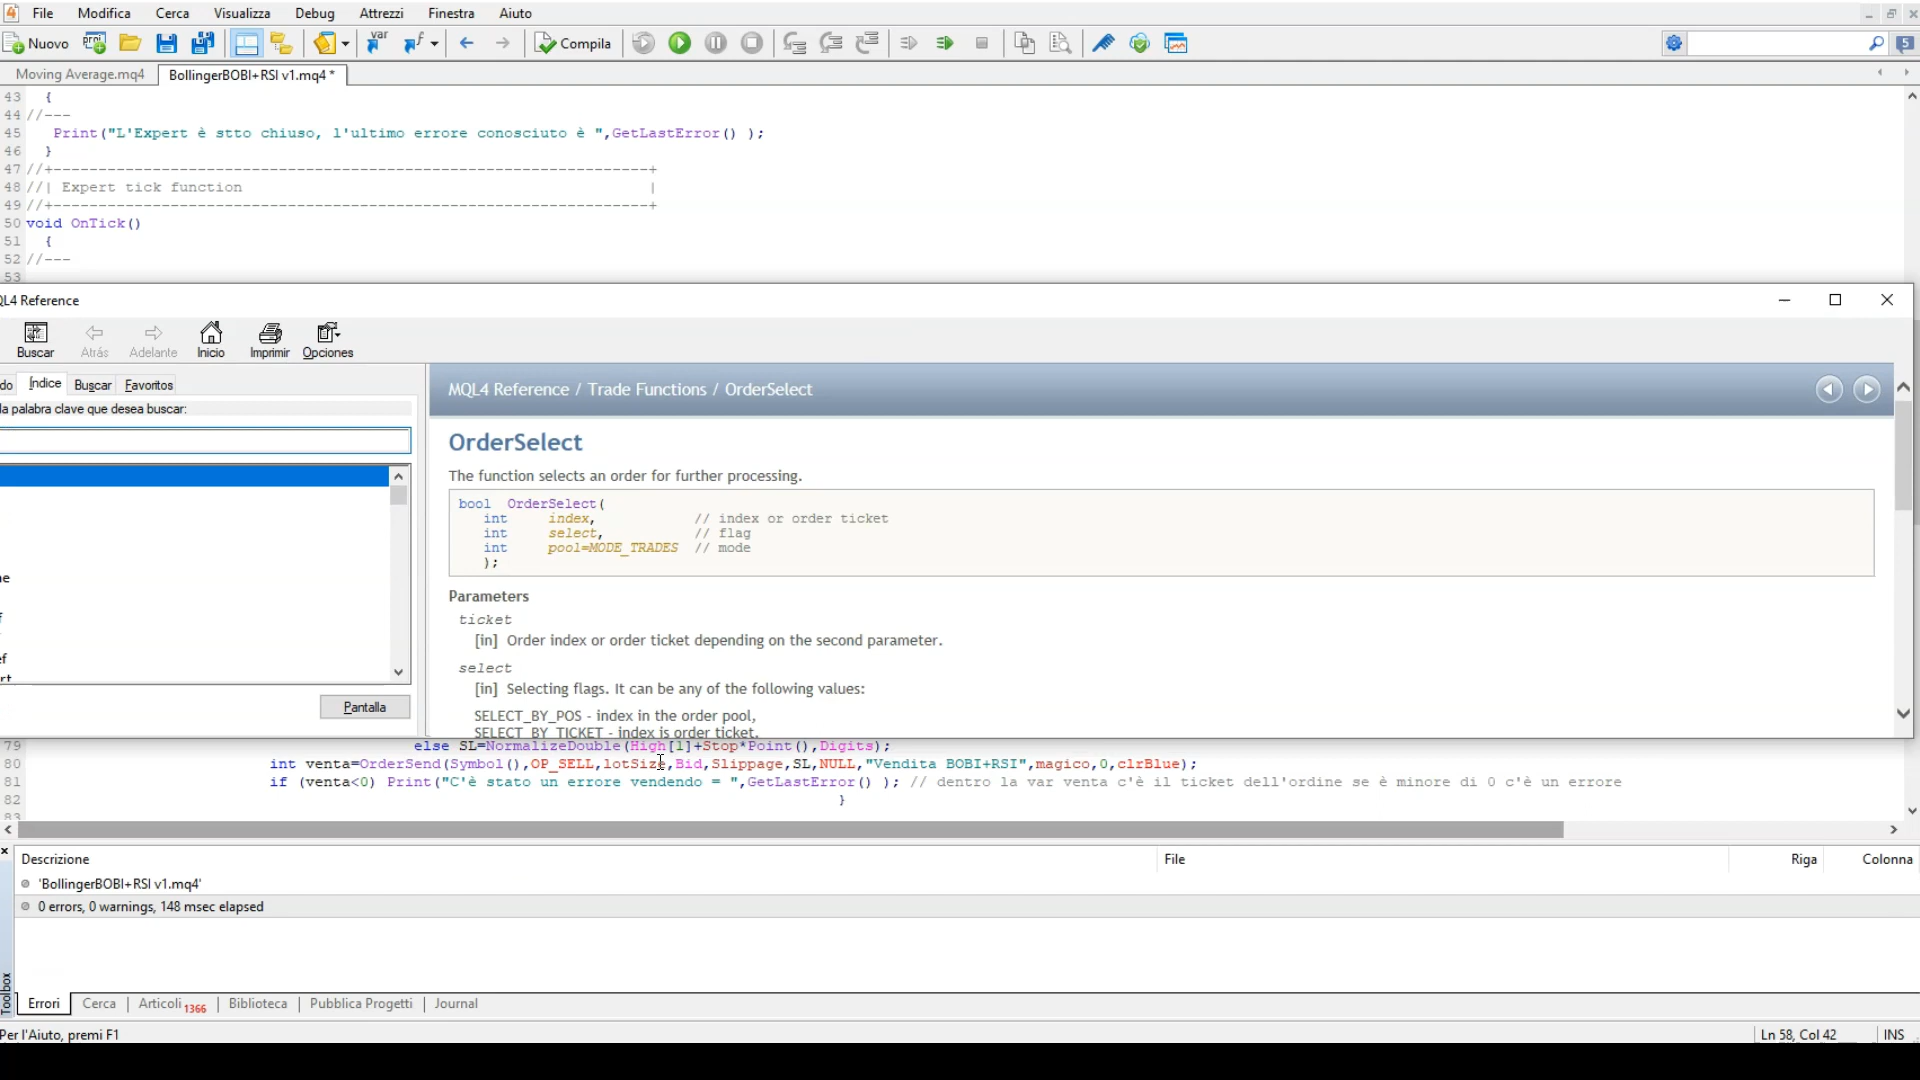 File Modifica Cerca Visualizza Debug Attrezzi Finestra Aiuto
Nuovo Compila 5
Moving Average.mq4 BollingerBOBI+RSI v1.mq4 *
43 {
44 //---
45 Print("L'Expert è stto chiuso, l'ultimo errore conosciuto è ",GetLastError() );
46 }
47 //+------------------------------------------------------------------+
48 //| Expert tick function |
49 //+------------------------------------------------------------------+
50 void OnTick()
51 {
52 //---
53
QL4 Reference
Buscar Atrás Adelante Inicio Imprimir Opciones
do Índice Buscar Favoritos
la palabra clave que desea buscar:
ne
f
ef
rt
Pantalla
MQL4 Reference / Trade Functions / OrderSelect
OrderSelect
The function selects an order for further processing.
bool OrderSelect(
int index, // index or order ticket
int select, // flag
int pool=MODE_TRADES // mode
);
Parameters
ticket
[in] Order index or order ticket depending on the second parameter.
select
[in] Selecting flags. It can be any of the following values:
SELECT_BY_POS - index in the order pool,
SELECT_BY_TICKET - index is order ticket.
79 else SL=NormalizeDouble(High[1]+Stop*Point(),Digits);
80 int venta=OrderSend(Symbol(),OP_SELL,lotSize,Bid,Slippage,SL,NULL,"Vendita BOBI+RSI",magico,0,clrBlue);
81 if (venta<0) Print("C'è stato un errore vendendo = ",GetLastError() ); // dentro la var venta c'è il ticket dell'ordine se è minore di 0 c'è un errore
82 }
83
Descrizione File Riga Colonna
'BollingerBOBI+RSI v1.mq4'
0 errors, 0 warnings, 148 msec elapsed
Toolbox
Errori Cerca Articoli 1366 Biblioteca Pubblica Progetti Journal
Per l'Aiuto, premi F1 Ln 58, Col 42 INS